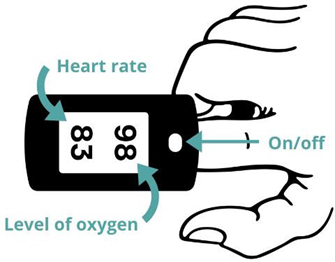 Heart rate
98
83
On/off
Level of oxygen